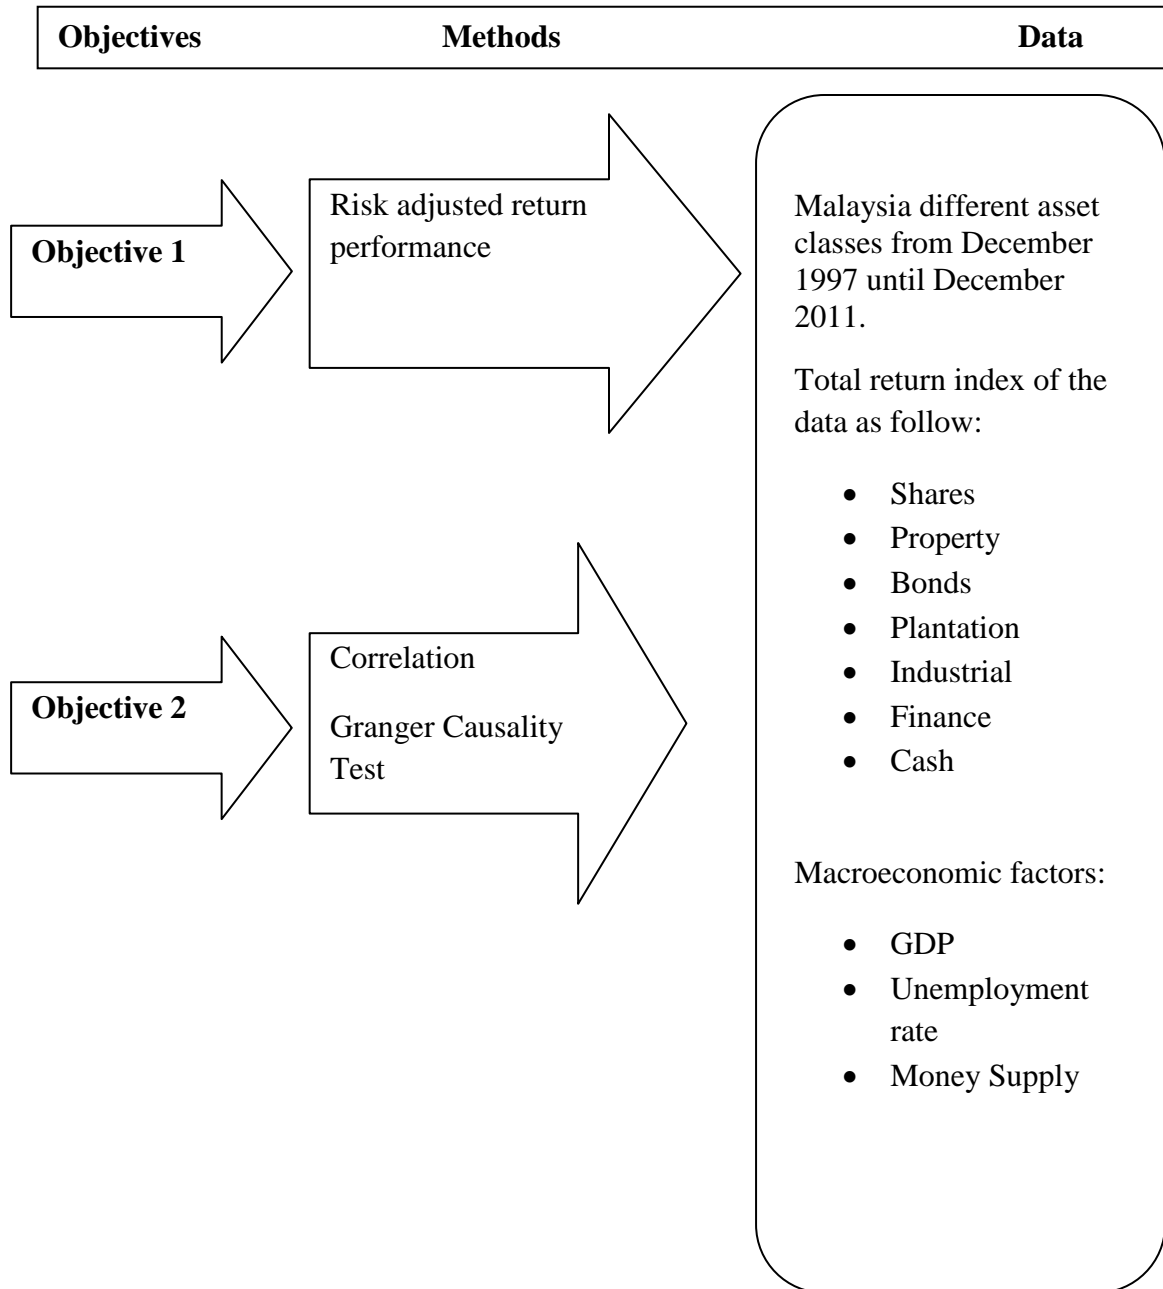 Objectives Methods Data
Objective 1
Risk adjusted return
performance
Objective 2
Correlation
Granger Causality
Test
Malaysia different asset
classes from December
1997 until December
2011.
Total return index of the
data as follow:
• Shares
• Property
• Bonds
• Plantation
• Industrial
• Finance
• Cash
Macroeconomic factors:
• GDP
• Unemployment
rate
• Money Supply